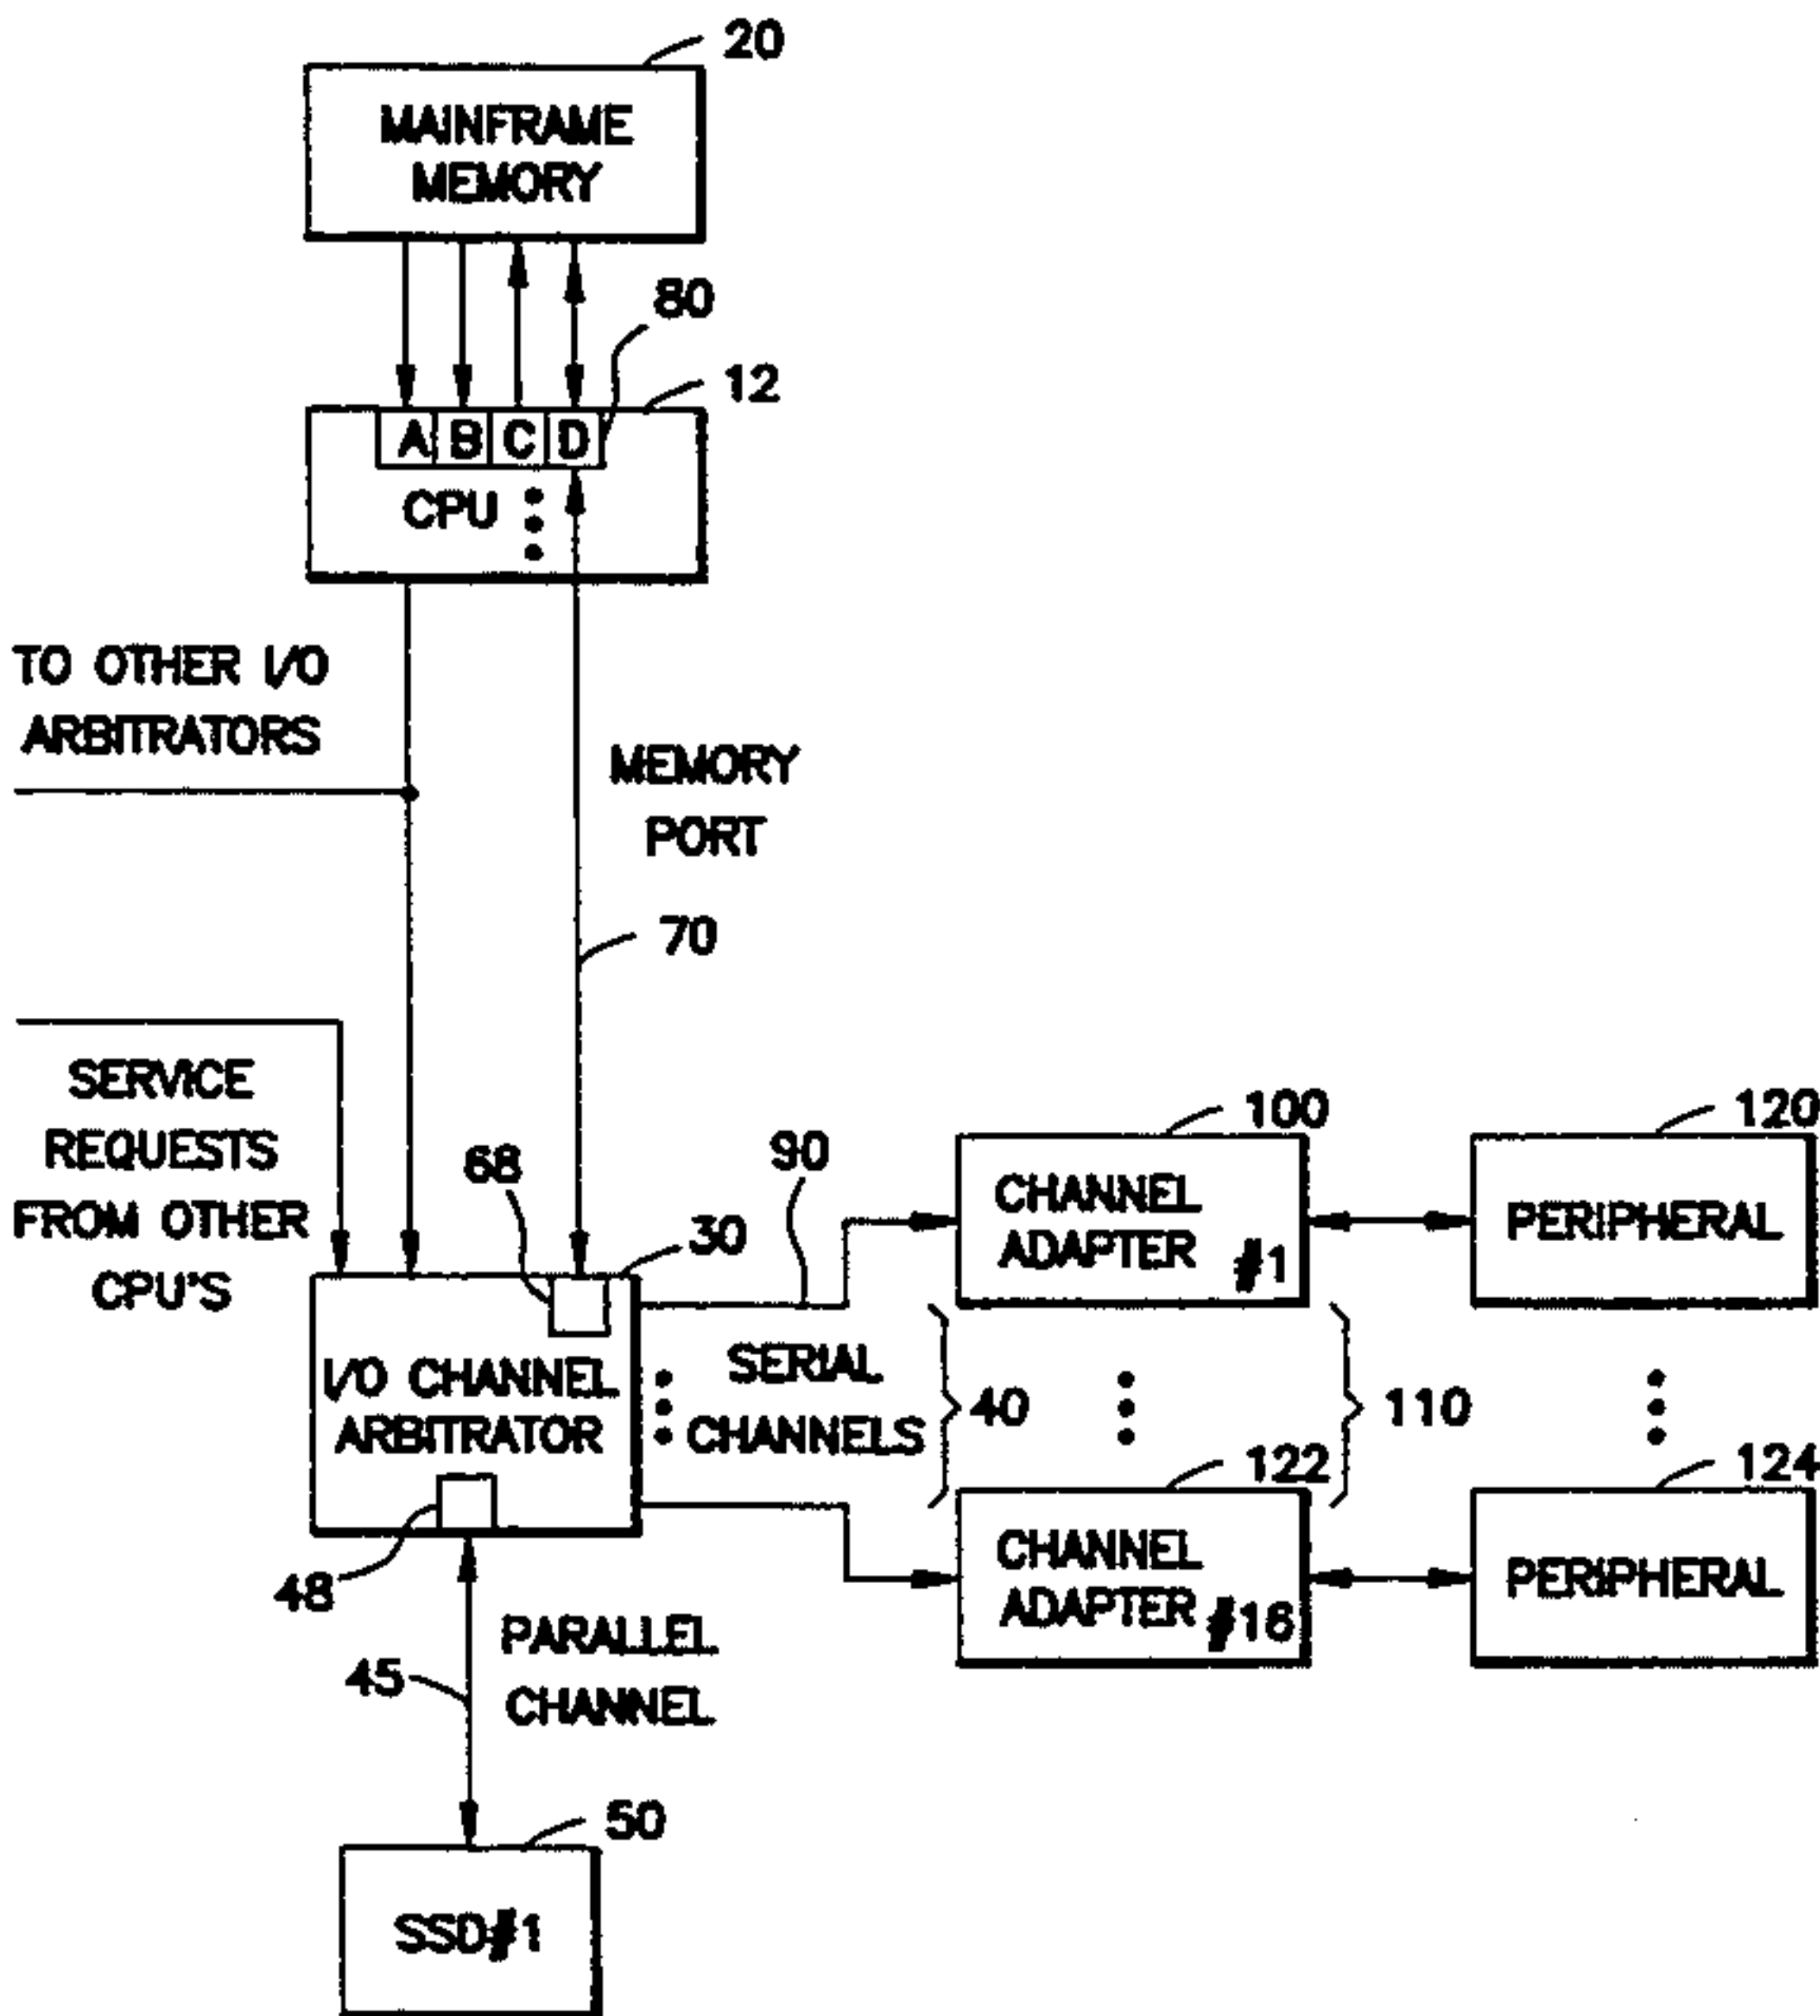 20
MAINFRAME
MEMORY
80
12
A B C D
CPU
TO OTHER I/O
ARBITRATORS
MEMORY
PORT
70
SERVICE
REQUESTS
FROM OTHER
CPU'S
68
30
90
100
CHANNEL
ADAPTER #1
120
PERIPHERAL
I/O CHANNEL
ARBITRATOR
SERIAL
CHANNELS
40
110
122
CHANNEL
ADAPTER #16
124
PERIPHERAL
48
PARALLEL
CHANNEL
45
50
SSD#1